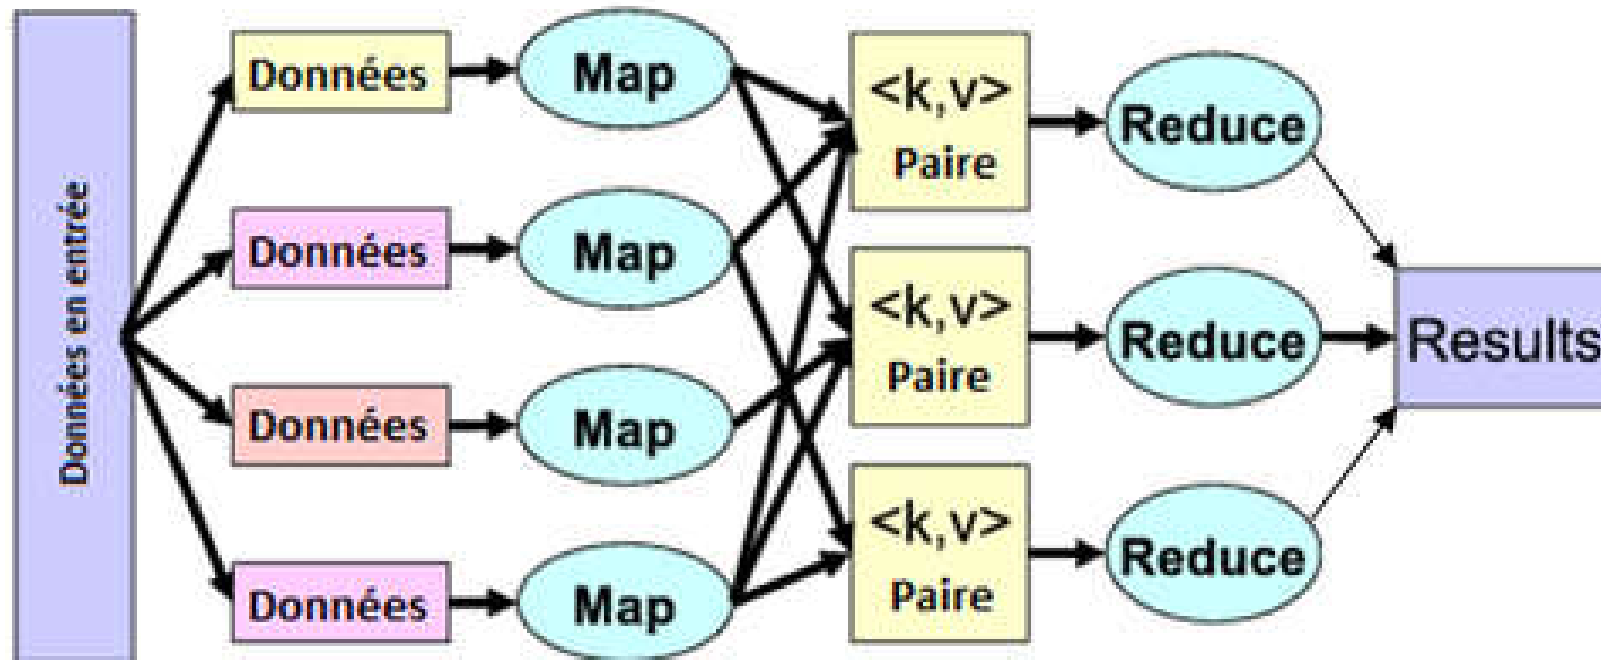 Données en entrée
Données
Map
Données
Map
Données
Map
Données
Map
<k,v>
Paire
<k,v>
Paire
<k,v>
Paire
Reduce
Reduce
Reduce
Results